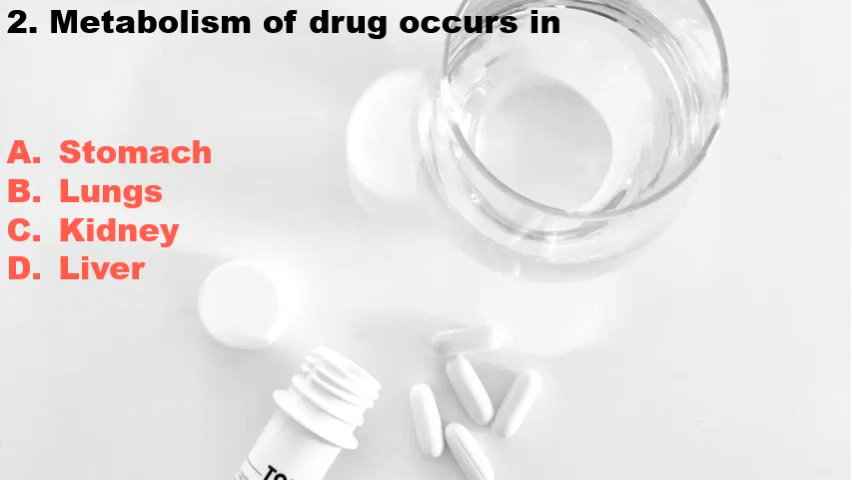 2. Metabolism of drug occurs in
A. Stomach
B. Lungs
C. Kidney
D. Liver